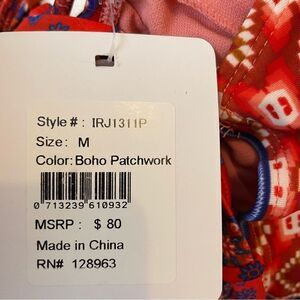 Style #: IRJ1311P
Size: M
Color: Boho Patchwork
0 713239 610932
MSRP : $ 80
Made in China
RN# 128963